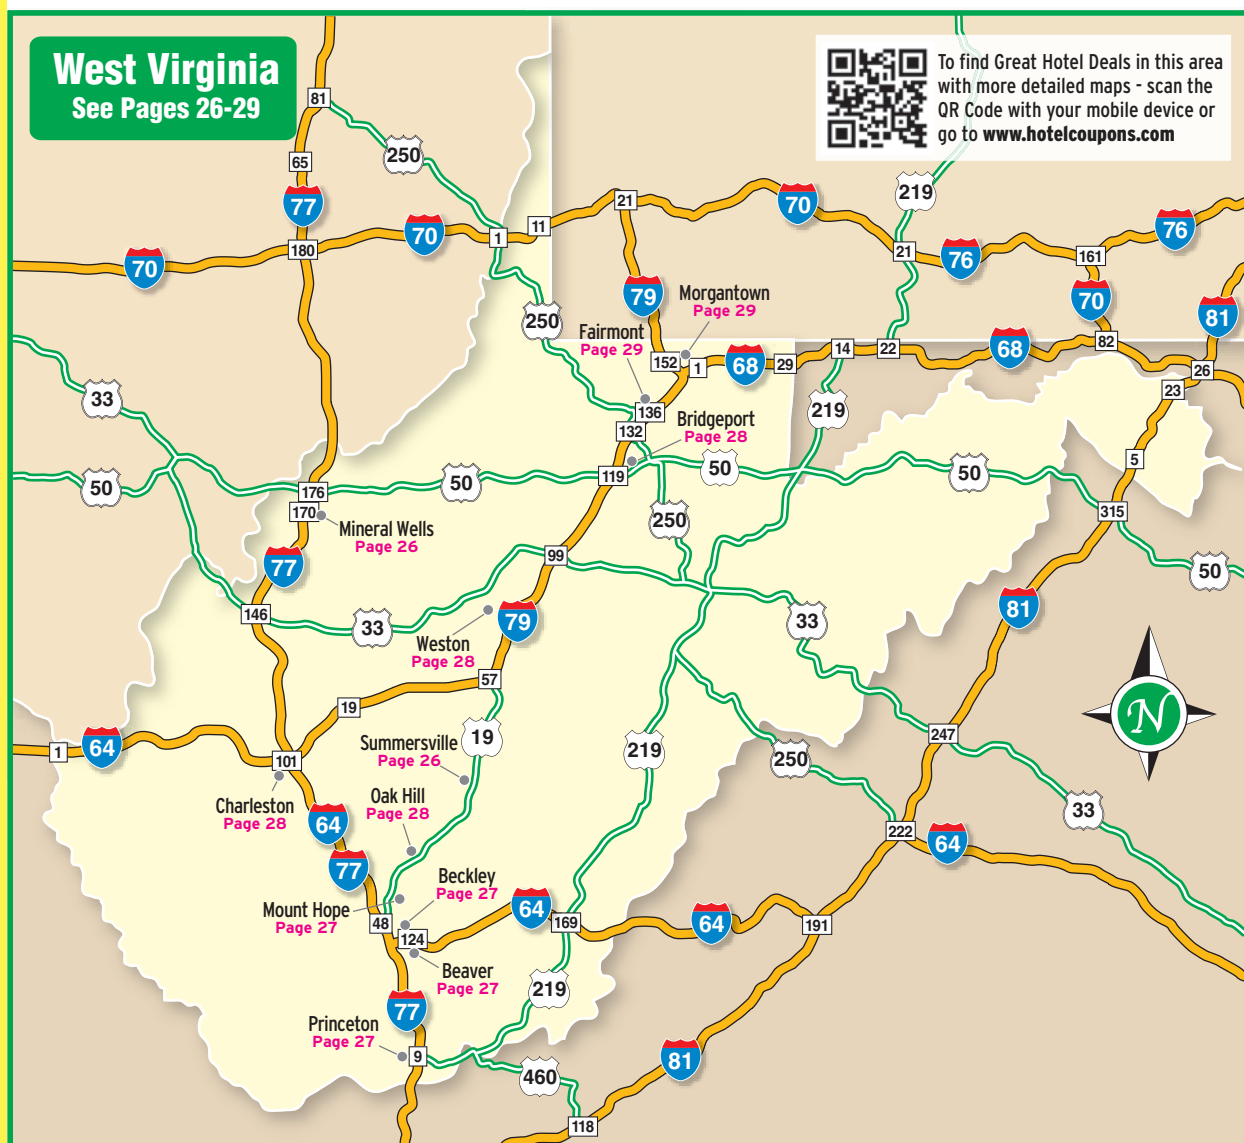 West Virginia
See Pages 26-29
To find Great Hotel Deals in this area
with more detailed maps - scan the
QR Code with your mobile device or
go to www.hotelcoupons.com
81
250
65
77
219
70
21
11
70
1
180
70
21
76
161
76
70
81
79
Morgantown
Page 29
250
Fairmont
Page 29
152
1
68
29
14
22
68
82
26
23
33
136
219
132
Bridgeport
Page 28
5
50
176
50
119
50
50
170
Mineral Wells
Page 26
250
315
50
77
99
81
146
33
79
33
Weston
Page 28
57
19
1
64
101
Summersville
Page 26
19
219
250
247
Charleston
Page 28
Oak Hill
Page 28
64
33
222
64
77
Beckley
Page 27
Mount Hope
Page 27
48
124
64
169
64
191
Beaver
Page 27
219
77
Princeton
Page 27
9
81
460
118
N